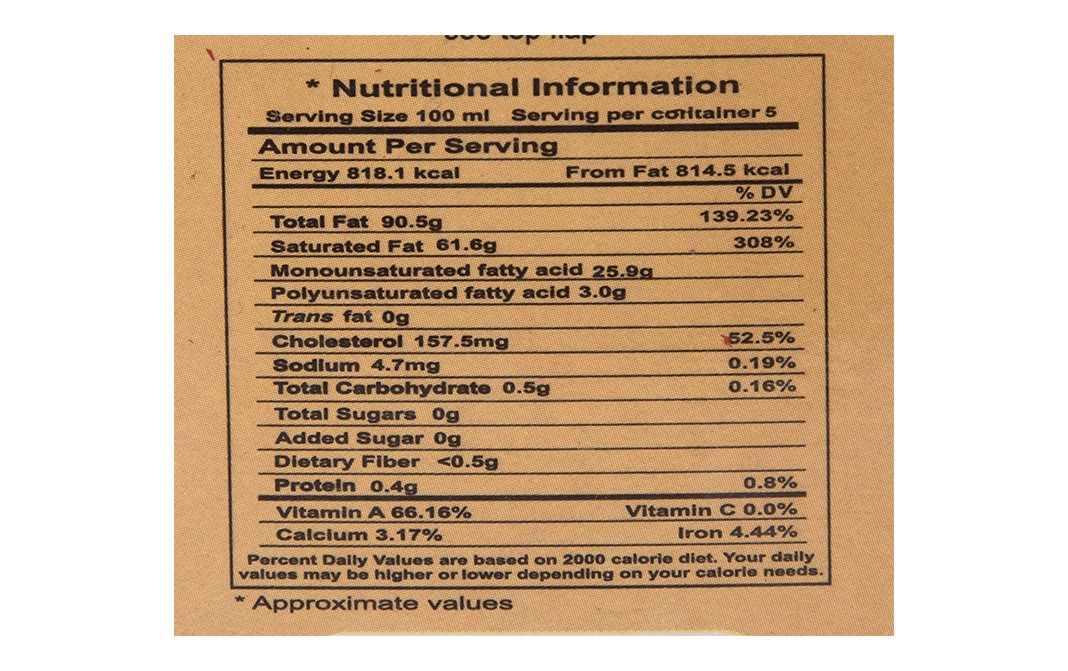 see top flap
* Nutritional Information
Serving Size 100 ml Serving per container 5
Amount Per Serving
Energy 818.1 kcal From Fat 814.5 kcal
% DV
Total Fat 90.5g 139.23%
Saturated Fat 61.6g 308%
Monounsaturated fatty acid 25.9g
Polyunsaturated fatty acid 3.0g
Trans fat 0g
Cholesterol 157.5mg 52.5%
Sodium 4.7mg 0.19%
Total Carbohydrate 0.5g 0.16%
Total Sugars 0g
Added Sugar 0g
Dietary Fiber <0.5g
Protein 0.4g 0.8%
Vitamin A 66.16% Vitamin C 0.0%
Calcium 3.17% Iron 4.44%
Percent Daily Values are based on 2000 calorie diet. Your daily
values may be higher or lower depending on your calorie needs.
* Approximate values